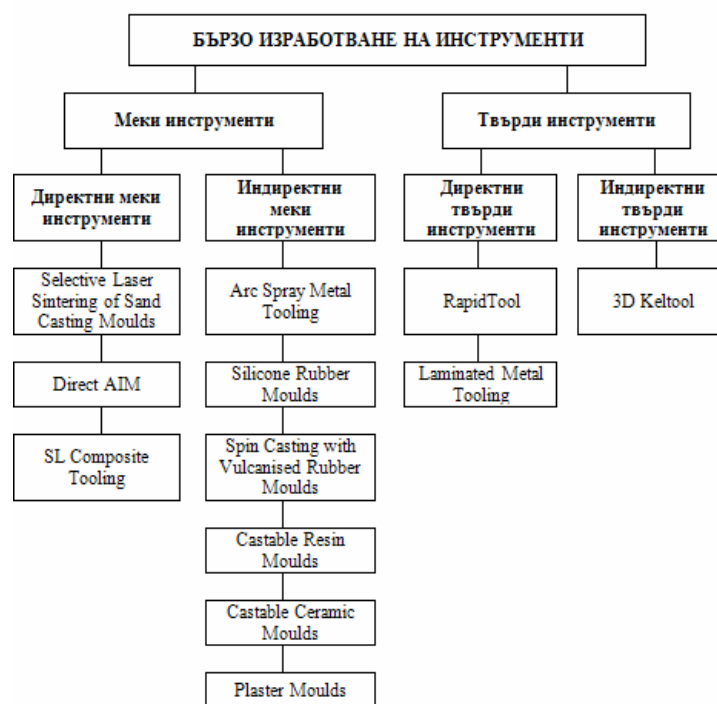 БЪРЗО ИЗРАБОТВАНЕ НА ИНСТРУМЕНТИ
Меки инструменти
Твърди инструменти
Директни меки
инструменти
Индиректни
меки
инструменти
Директни
твърди
инструменти
Индиректни
твърди
инструменти
Selective Laser
Sintering of Sand
Casting Moulds
Arc Spray Metal
Tooling
RapidTool
3D Keltool
Direct AIM
Silicone Rubber
Moulds
Laminated Metal
Tooling
SL Composite
Tooling
Spin Casting with
Vulcanised Rubber
Moulds
Castable Resin
Moulds
Castable Ceramic
Moulds
Plaster Moulds